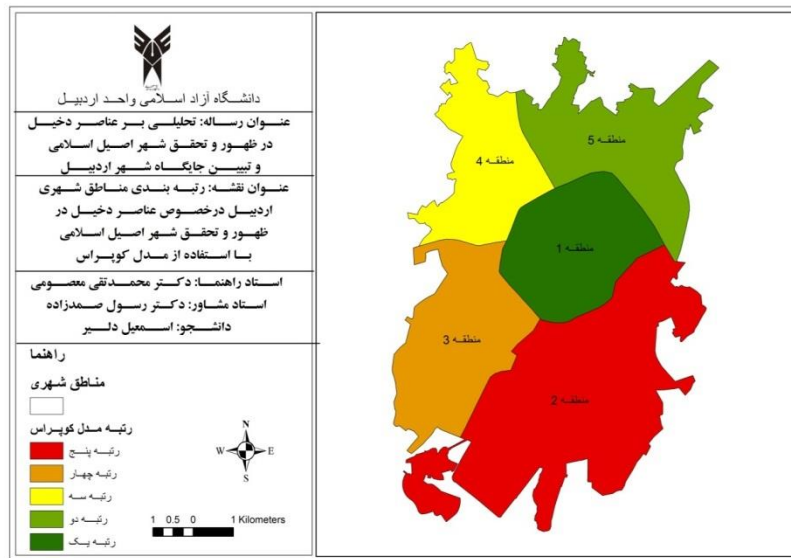 دانشگاه آزاد اسلامی واحد اردبیل
عنوان رساله: تحلیلی بر عناصر دخیل
در ظهور و تحقق شهر اصیل اسلامی
و تبیین جایگاه شهر اردبیل
عنوان نقشه: رتبه بندی مناطق شهری
اردبیل درخصوص عناصر دخیل در
ظهور و تحقق شهر اصیل اسلامی
با استفاده از مدل کوپراس
استاد راهنما: دکتر محمدتقی معصومی
استاد مشاور: دکتر رسول صمدزاده
دانشجو: اسمعیل دلیر
راهنما
مناطق شهری
رتبه مدل کوپراس
رتبه پنج
رتبه چهار
رتبه سه
رتبه دو
رتبه یک
N
W E
S
1 0.5 0 1 Kilometers
منطقه 5
منطقه 4
منطقه 1
منطقه 3
منطقه 2